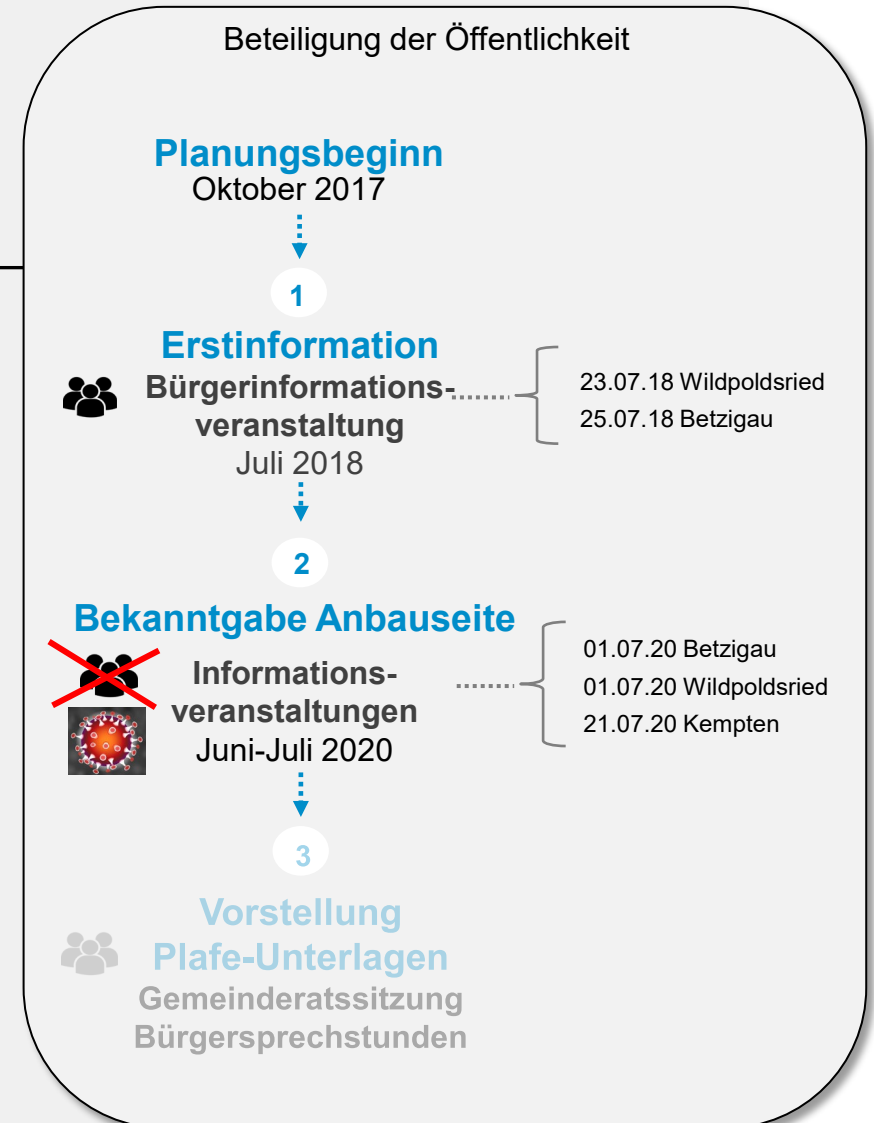 Beteiligung der Öffentlichkeit
Planungsbeginn
Oktober 2017
1
Erstinformation
Bürgerinformations-
veranstaltung
Juli 2018
23.07.18 Wildpoldsried
25.07.18 Betzigau
2
Bekanntgabe Anbauseite
Informations-
veranstaltungen
Juni-Juli 2020
01.07.20 Betzigau
01.07.20 Wildpoldsried
21.07.20 Kempten
3
Vorstellung
Plafe-Unterlagen
Gemeinderatssitzung
Bürgersprechstunden